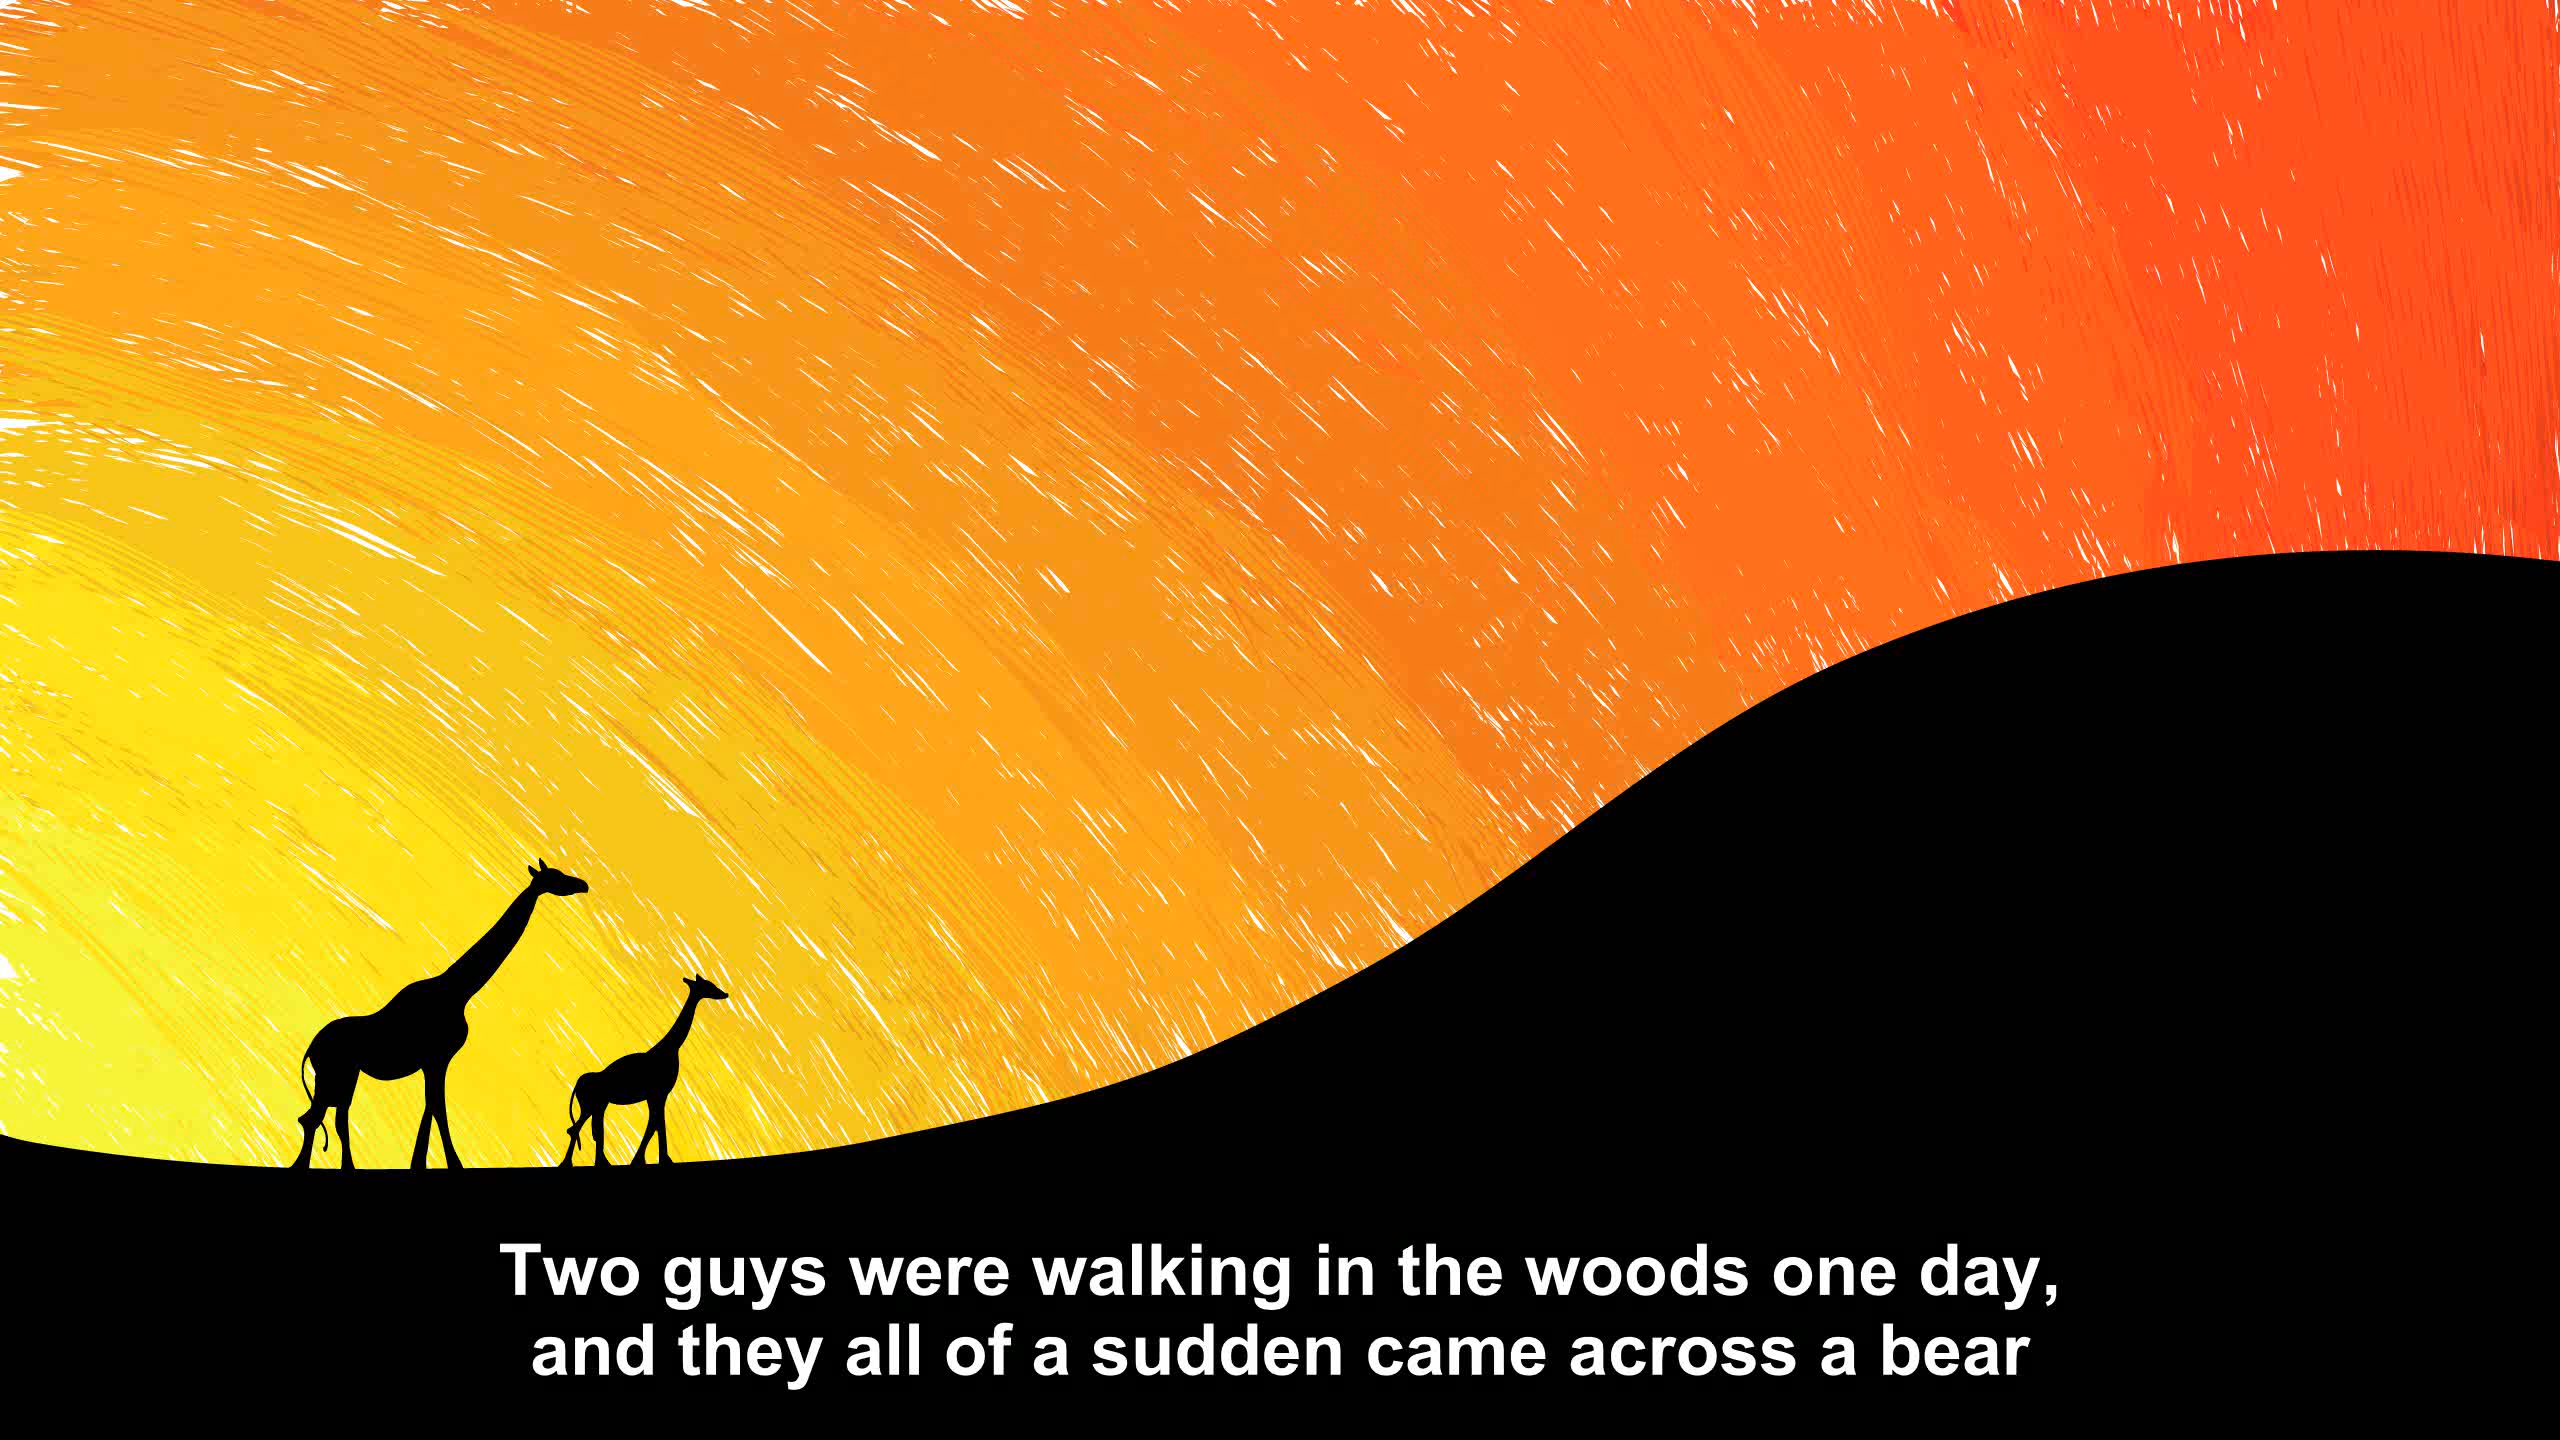 Two guys were walking in the woods one day,
and they all of a sudden came across a bear